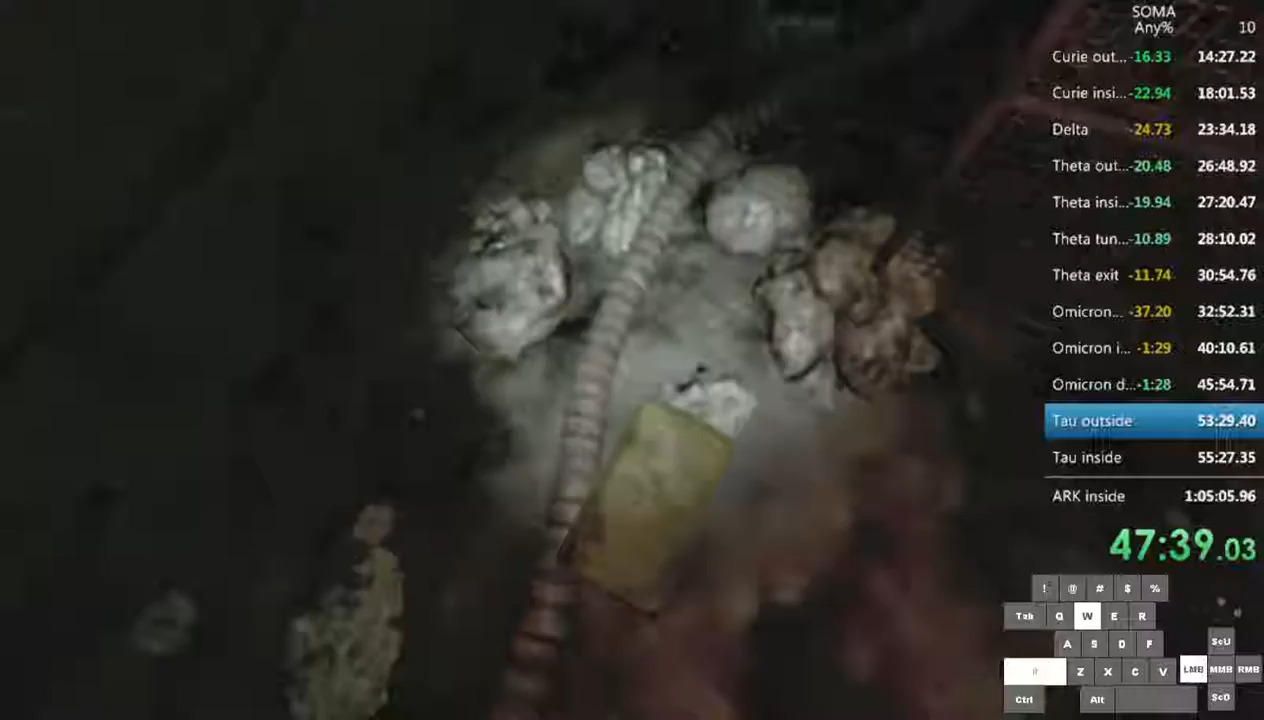 SOMA
Any% 10
Curie out... -16.33 14:27.22
Curie insi... -22.94 18:01.53
Delta -24.73 23:34.18
Theta out... -20.48 26:48.92
Theta insi... -19.94 27:20.47
Theta tun... -10.89 28:10.02
Theta exit -11.74 30:54.76
Omicron... -37.20 32:52.31
Omicron i... -1:29 40:10.61
Omicron d... -1:28 45:54.71
Tau outside 53:29.40
Tau inside 55:27.35
ARK inside 1:05:05.96
47:39.03
! @ # $ %
Tab Q W E R
A S D F ScU
Z X C V LMB MMB RMB
Ctrl Alt ScD